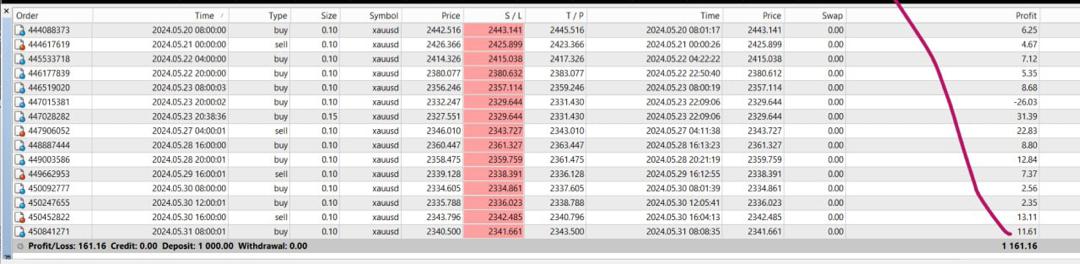 Order Time / Type Size Symbol Price S / L T / P Time Price Swap Profit
444088373 2024.05.20 08:00:00 buy 0.10 xauusd 2442.516 2443.141 2445.516 2024.05.20 08:01:17 2443.141 0.00 6.25
444617619 2024.05.21 00:00:00 sell 0.10 xauusd 2426.366 2425.899 2423.366 2024.05.21 00:00:26 2425.899 0.00 4.67
445533718 2024.05.22 04:00:00 buy 0.10 xauusd 2414.326 2415.038 2417.326 2024.05.22 04:22:22 2415.038 0.00 7.12
446177839 2024.05.22 20:00:00 buy 0.10 xauusd 2380.077 2380.632 2383.077 2024.05.22 22:50:40 2380.612 0.00 5.35
446519020 2024.05.23 08:00:03 buy 0.10 xauusd 2356.246 2357.114 2359.246 2024.05.23 08:00:19 2357.114 0.00 8.68
447015381 2024.05.23 20:00:02 buy 0.10 xauusd 2332.247 2329.644 2331.430 2024.05.23 22:09:06 2329.644 0.00 -26.03
447028282 2024.05.23 20:38:36 buy 0.15 xauusd 2327.551 2329.644 2331.430 2024.05.23 22:09:06 2329.644 0.00 31.39
447906052 2024.05.27 04:00:01 sell 0.10 xauusd 2346.010 2343.727 2343.010 2024.05.27 04:11:38 2343.727 0.00 22.83
448887444 2024.05.28 16:00:00 buy 0.10 xauusd 2360.447 2361.327 2363.447 2024.05.28 16:13:23 2361.327 0.00 8.80
449003586 2024.05.28 20:00:01 buy 0.10 xauusd 2358.475 2359.759 2361.475 2024.05.28 20:21:19 2359.759 0.00 12.84
449662953 2024.05.29 16:00:01 sell 0.10 xauusd 2339.128 2338.391 2336.128 2024.05.29 16:12:55 2338.391 0.00 7.37
450092777 2024.05.30 08:00:00 buy 0.10 xauusd 2334.605 2334.861 2337.605 2024.05.30 08:01:39 2334.861 0.00 2.56
450247655 2024.05.30 12:00:01 buy 0.10 xauusd 2335.788 2336.023 2338.788 2024.05.30 12:05:41 2336.023 0.00 2.35
450452822 2024.05.30 16:00:00 sell 0.10 xauusd 2343.796 2342.485 2340.796 2024.05.30 16:04:13 2342.485 0.00 13.11
450841271 2024.05.31 08:00:01 buy 0.10 xauusd 2340.500 2341.661 2343.500 2024.05.31 08:08:35 2341.661 0.00 11.61
Profit/Loss: 161.16 Credit: 0.00 Deposit: 1 000.00 Withdrawal: 0.00 1 161.16